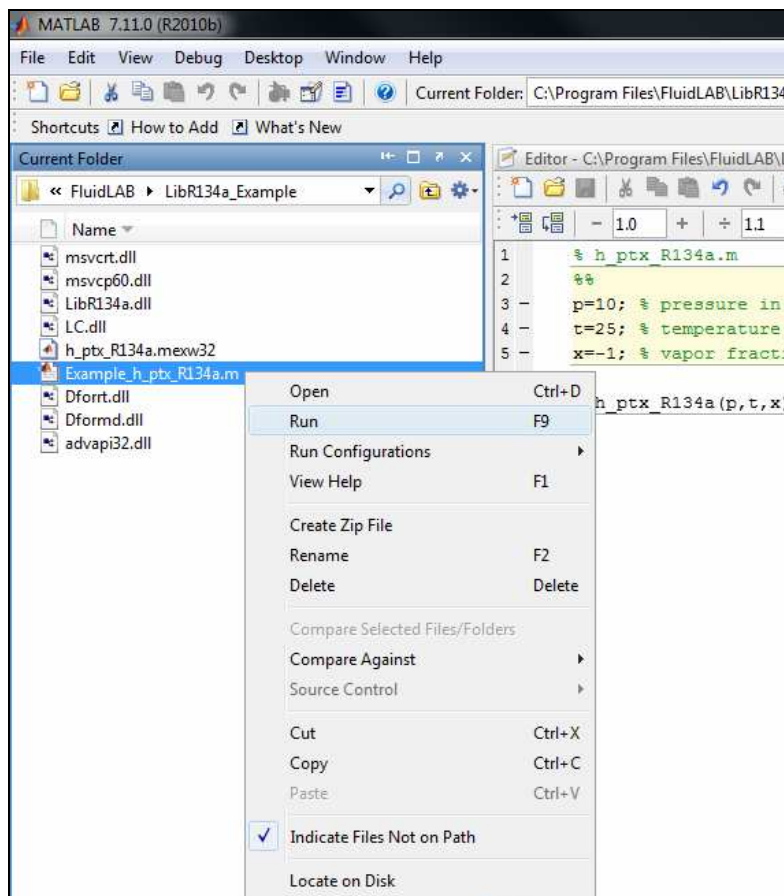 MATLAB 7.11.0 (R2010b)
File Edit View Debug Desktop Window Help
Current Folder: C:\Program Files\FluidLAB\LibR134
Shortcuts How to Add What's New
Current Folder
Editor - C:\Program Files\FluidLAB\
« FluidLAB LibR134a_Example
Name
1.0
1.1
msvcrt.dll
msvcp60.dll
LibR134a.dll
LC.dll
h_ptx_R134a.mexw32
Example_h_ptx_R134a.m
Dforrt.dll
Dformd.dll
advapi32.dll
1 % h_ptx_R134a.m
2 %%
3 - p=10; % pressure in
4 - t=25; % temperature
5 - x=-1; % vapor fracti
h_ptx_R134a(p,t,x)
Open Ctrl+D
Run F9
Run Configurations
View Help F1
Create Zip File
Rename F2
Delete Delete
Compare Selected Files/Folders
Compare Against
Source Control
Cut Ctrl+X
Copy Ctrl+C
Paste Ctrl+V
Indicate Files Not on Path
Locate on Disk